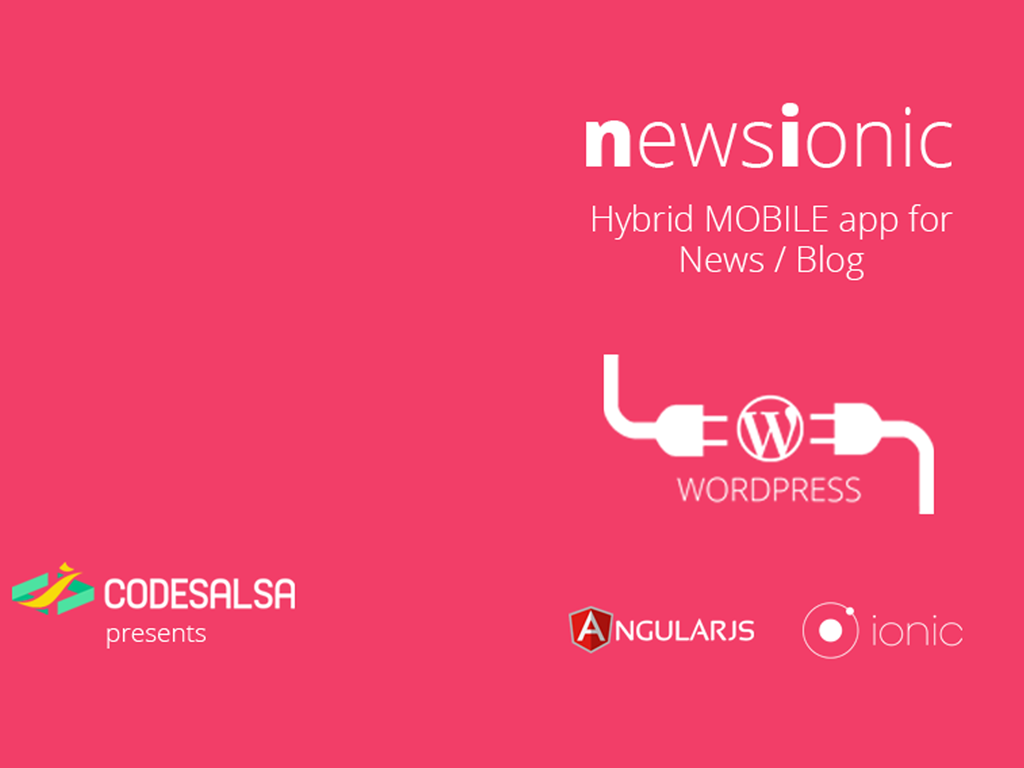 newsionic
Hybrid MOBILE app for
News / Blog
W
WORDPRESS
CODESALSA
presents
ANGULARJS
ionic